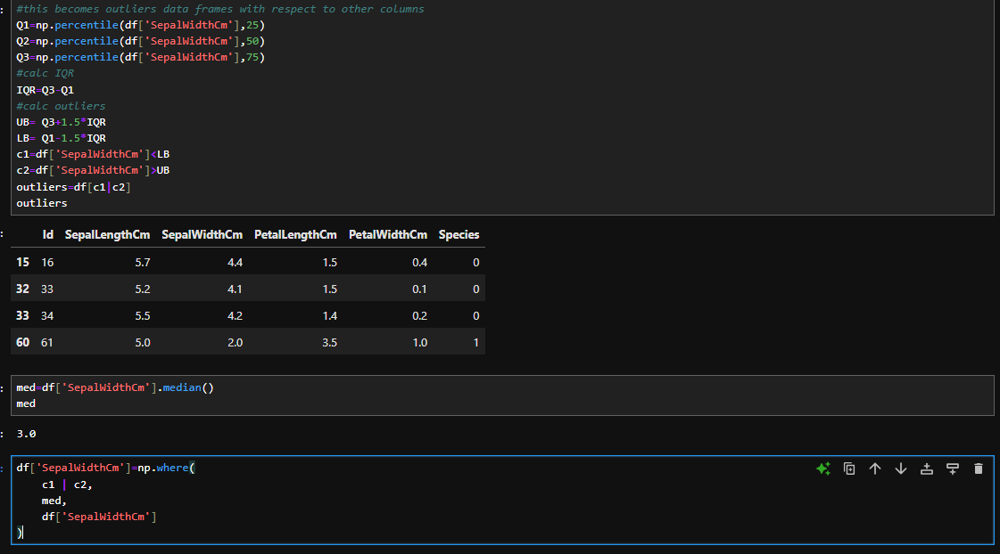 #this becomes outliers data frames with respect to other columns
Q1=np.percentile(df['SepalWidthCm'],25)
Q2=np.percentile(df['SepalWidthCm'],50)
Q3=np.percentile(df['SepalWidthCm'],75)
#calc IQR
IQR=Q3-Q1
#calc outliers
UB= Q3+1.5*IQR
LB= Q1-1.5*IQR
c1=df['SepalWidthCm']<LB
c2=df['SepalWidthCm']>UB
outliers=df[c1|c2]
outliers
Id SepalLengthCm SepalWidthCm PetalLengthCm PetalWidthCm Species
15 16 5.7 4.4 1.5 0.4 0
32 33 5.2 4.1 1.5 0.1 0
33 34 5.5 4.2 1.4 0.2 0
60 61 5.0 2.0 3.5 1.0 1
med=df['SepalWidthCm'].median()
med
3.0
df['SepalWidthCm']=np.where(
    c1 | c2,
    med,
    df['SepalWidthCm']
)